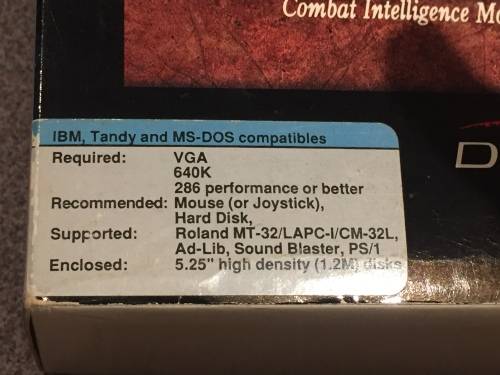 Combat Intelligence
D
IBM, Tandy and MS-DOS compatibles
Required: VGA
640K
286 performance or better
Recommended: Mouse (or Joystick),
Hard Disk,
Supported: Roland MT-32/LAPC-I/CM-32L,
Ad-Lib, Sound Blaster, PS/1
Enclosed: 5.25" high density (1.2M) disks